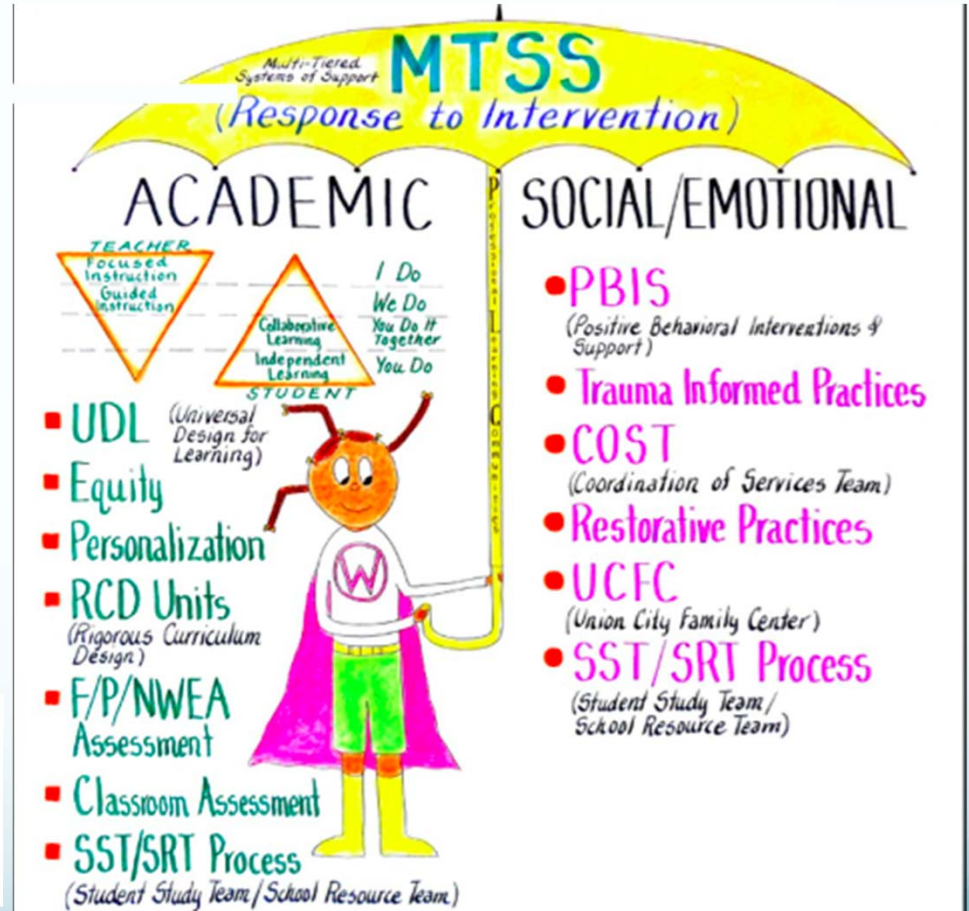 Multi-Tiered
Systems of Support
MTSS
(Response to Intervention)
ACADEMIC
TEACHER
Focused
Instruction
Guided
Instruction
Collaborative
Learning
Independent
Learning
STUDENT
I Do
We Do
You Do It
Together
You Do
UDL
(Universal
Design for
Learning)
Equity
Personalization
RCD Units
(Rigorous Curriculum
Design)
F/P/NWEA
Assessment
Classroom Assessment
SST/SRT Process
(Student Study Team/School Resource Team)
W
Professional Learning Communities
SOCIAL/EMOTIONAL
PBIS
(Positive Behavioral Interventions &
Support)
Trauma Informed Practices
COST
(Coordination of Services Team)
Restorative Practices
UCFC
(Union City Family Center)
SST/SRT Process
(Student Study Team/
School Resource Team)